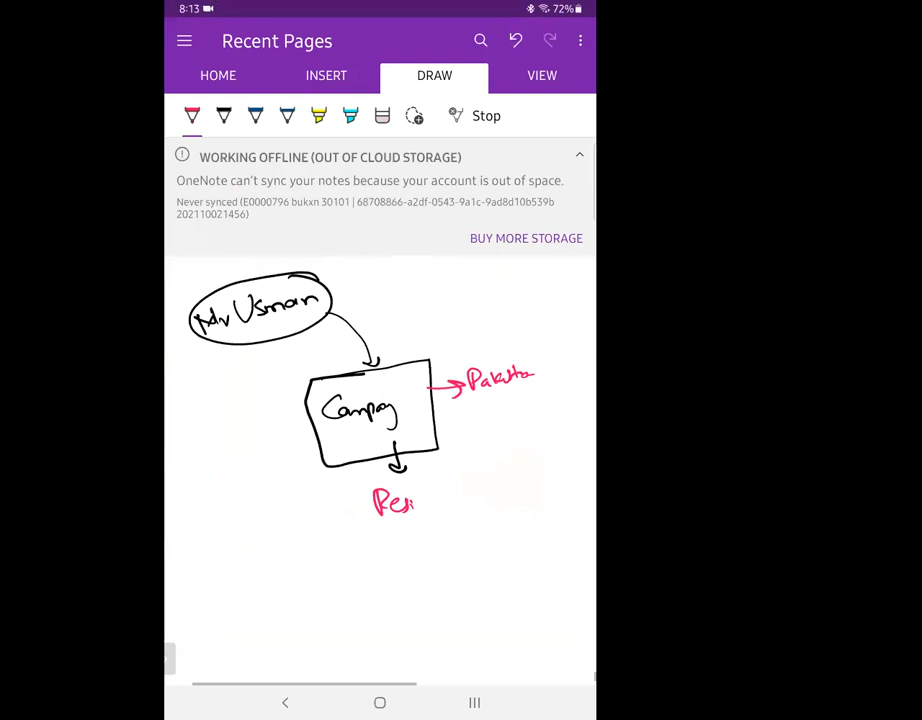 8:13 72%
Recent Pages
HOME INSERT DRAW VIEW
Stop
WORKING OFFLINE (OUT OF CLOUD STORAGE)
OneNote can't sync your notes because your account is out of space.
Never synced (E0000796 bukxn 30101 | 68708866-a2df-0543-9a1c-9ad8d10b539b
202110021456)
BUY MORE STORAGE
Usman
Resi